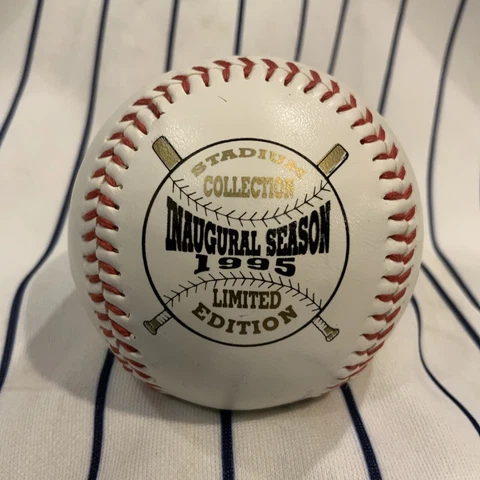 STADIUM
COLLECTION
INAUGURAL SEASON
1995
LIMITED
EDITION